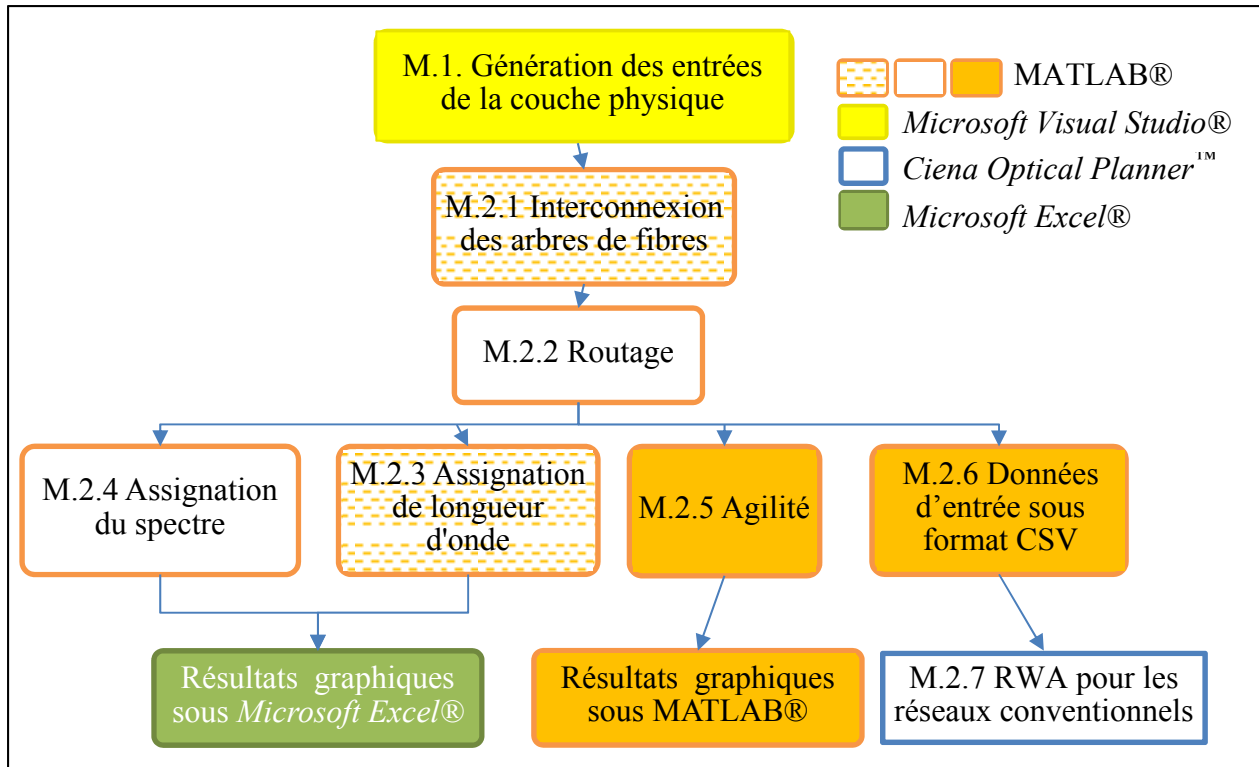 M.1. Génération des entrées
de la couche physique
MATLAB®
Microsoft Visual Studio®
Ciena Optical Planner™
Microsoft Excel®
M.2.1 Interconnexion
des arbres de fibres
M.2.2 Routage
M.2.4 Assignation
du spectre
M.2.3 Assignation
de longueur
d'onde
M.2.5 Agilité
M.2.6 Données
d’entrée sous
format CSV
Résultats graphiques
sous Microsoft Excel®
Résultats graphiques
sous MATLAB®
M.2.7 RWA pour les
réseaux conventionnels